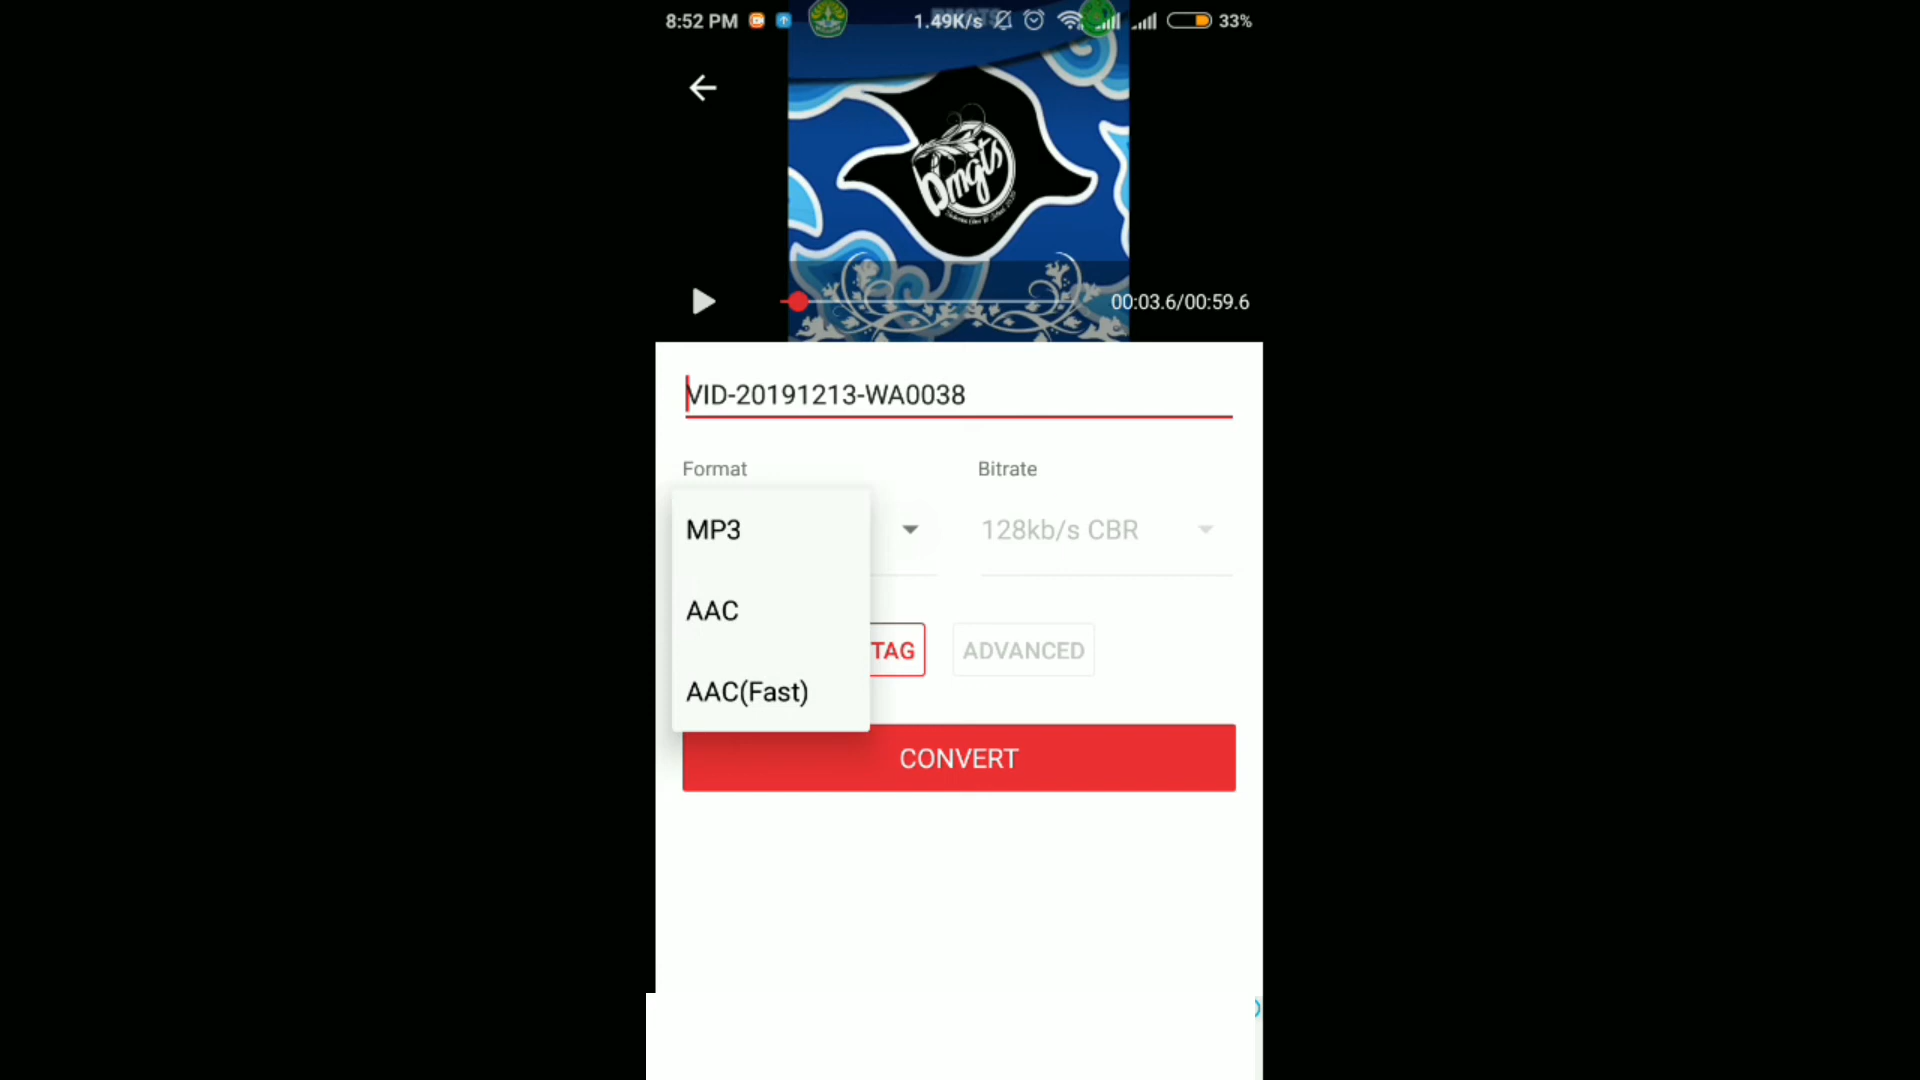 8:52 PM 1.49K/s 33%
Dmgts
00:03.6/00:59.6
VID-20191213-WA0038
Format Bitrate
MP3 128kb/s CBR
AAC
TAG ADVANCED
AAC(Fast)
CONVERT